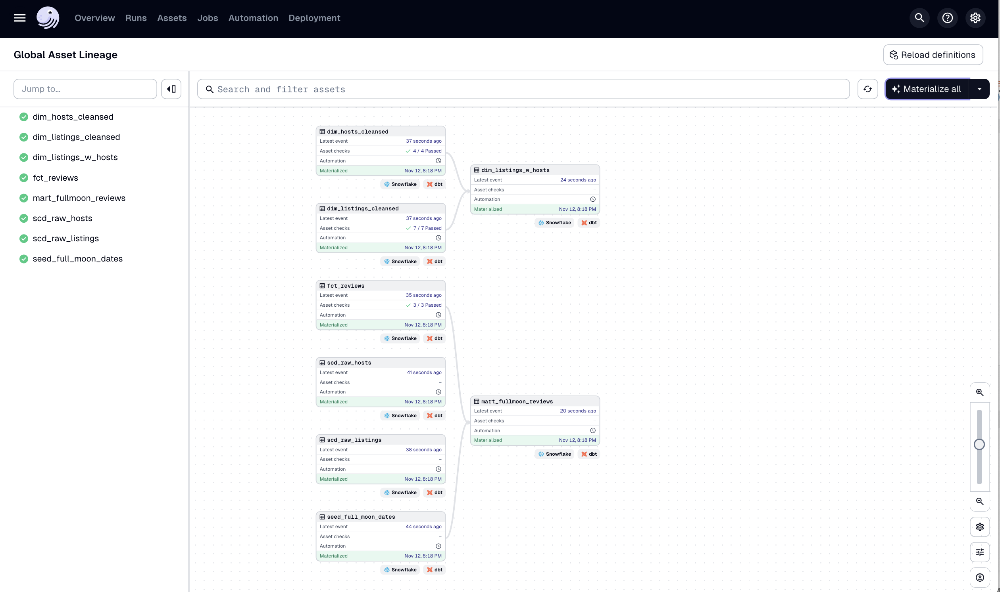 Overview Runs Assets Jobs Automation Deployment
Global Asset Lineage
Reload definitions
Jump to…
Search and filter assets
Materialize all
dim_hosts_cleansed
dim_listings_cleansed
dim_listings_w_hosts
fct_reviews
mart_fullmoon_reviews
scd_raw_hosts
scd_raw_listings
seed_full_moon_dates
dim_hosts_cleansed
Latest event 37 seconds ago
Asset checks 4 / 4 Passed
Automation
Materialized Nov 12, 8:18 PM
Snowflake dbt
dim_listings_cleansed
Latest event 37 seconds ago
Asset checks 7 / 7 Passed
Automation
Materialized Nov 12, 8:18 PM
Snowflake dbt
fct_reviews
Latest event 35 seconds ago
Asset checks 3 / 3 Passed
Automation
Materialized Nov 12, 8:18 PM
Snowflake dbt
scd_raw_hosts
Latest event 41 seconds ago
Asset checks –
Automation
Materialized Nov 12, 8:18 PM
Snowflake dbt
scd_raw_listings
Latest event 38 seconds ago
Asset checks –
Automation
Materialized Nov 12, 8:18 PM
Snowflake dbt
seed_full_moon_dates
Latest event 44 seconds ago
Asset checks –
Automation
Materialized Nov 12, 8:18 PM
Snowflake dbt
dim_listings_w_hosts
Latest event 24 seconds ago
Asset checks –
Automation
Materialized Nov 12, 8:18 PM
Snowflake dbt
mart_fullmoon_reviews
Latest event 20 seconds ago
Asset checks –
Automation
Materialized Nov 12, 8:18 PM
Snowflake dbt